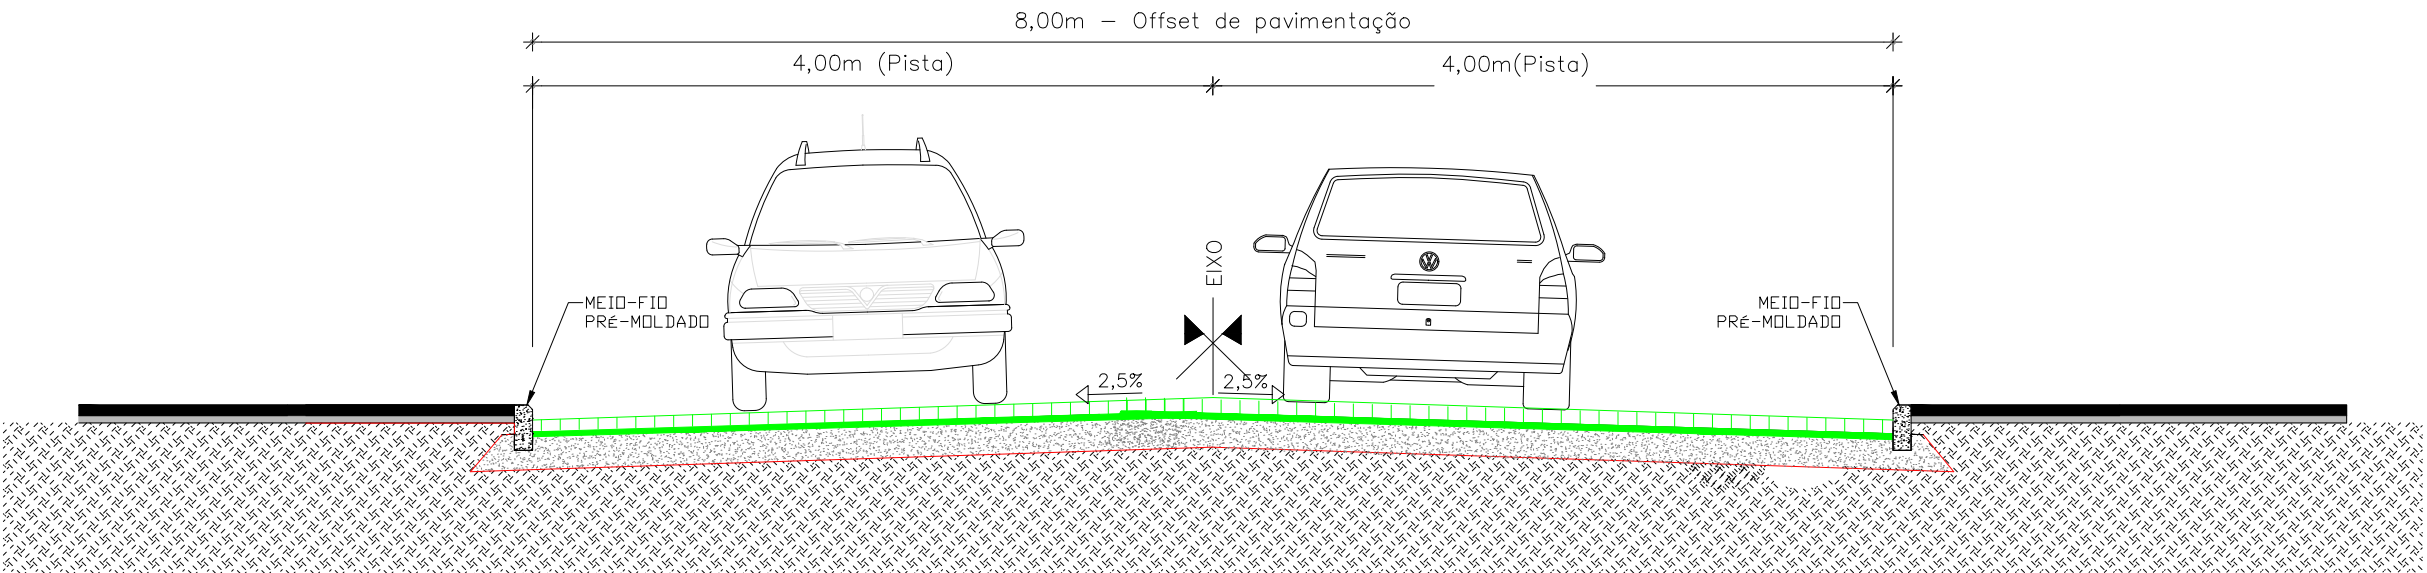 8,00m - Offset de pavimentação
4,00m (Pista)
4,00m(Pista)
EIXO
MEIO-FIO
PRÉ-MOLDADO
MEIO-FIO
PRÉ-MOLDADO
2,5%
2,5%